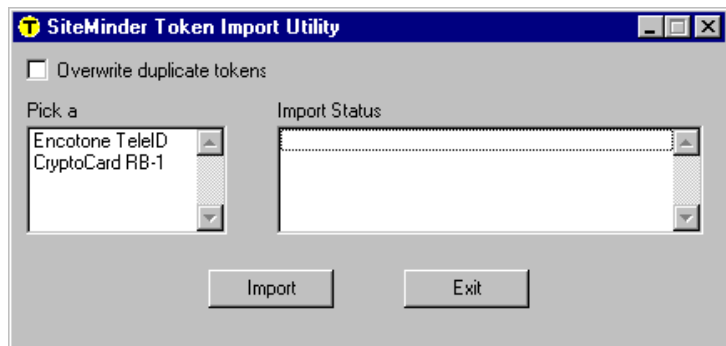 T SiteMinder Token Import Utility
Overwrite duplicate tokens
Pick a
Import Status
Encotone TeleID
CryptoCard RB-1
Import
Exit